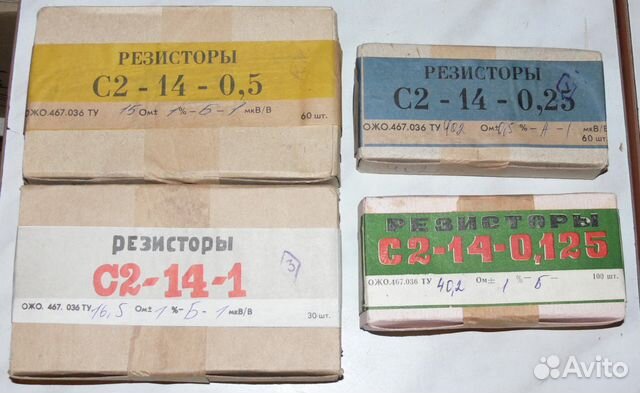 РЕЗИСТОРЫ
С2-14-0,5
ОЖО.467.036 ТУ 15 Ом± 1 %-Б-1 мкВ/В
60 шт.
РЕЗИСТОРЫ
С2-14-0,25
ОЖО.467.036 ТУ 40,2 Ом±0,5 %-А-1 мкВ/В
60 шт.
РЕЗИСТОРЫ
С2-14-1
3
ОЖО.467.036 ТУ 16,5 Ом± 1 %-Б-1 мкВ/В
30 шт.
РЕЗИСТОРЫ
С2-14-0,125
ОЖО.467.036 ТУ 40,2 Ом± 1 %-Б- 100 шт.
Avito